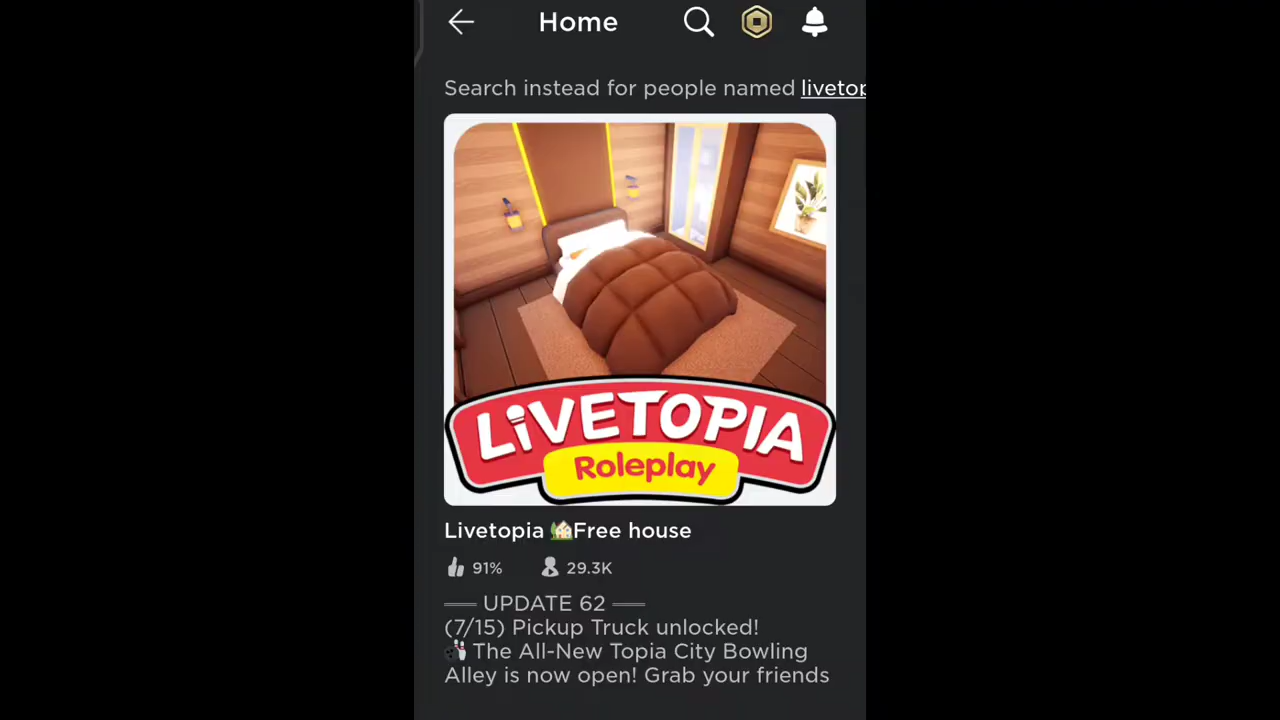 Home
Search instead for people named livetop
LIVETOPIA
Roleplay
Livetopia 🏡Free house
91% 29.3K
═══ UPDATE 62 ═══
(7/15) Pickup Truck unlocked!
🎳 The All-New Topia City Bowling
Alley is now open! Grab your friends